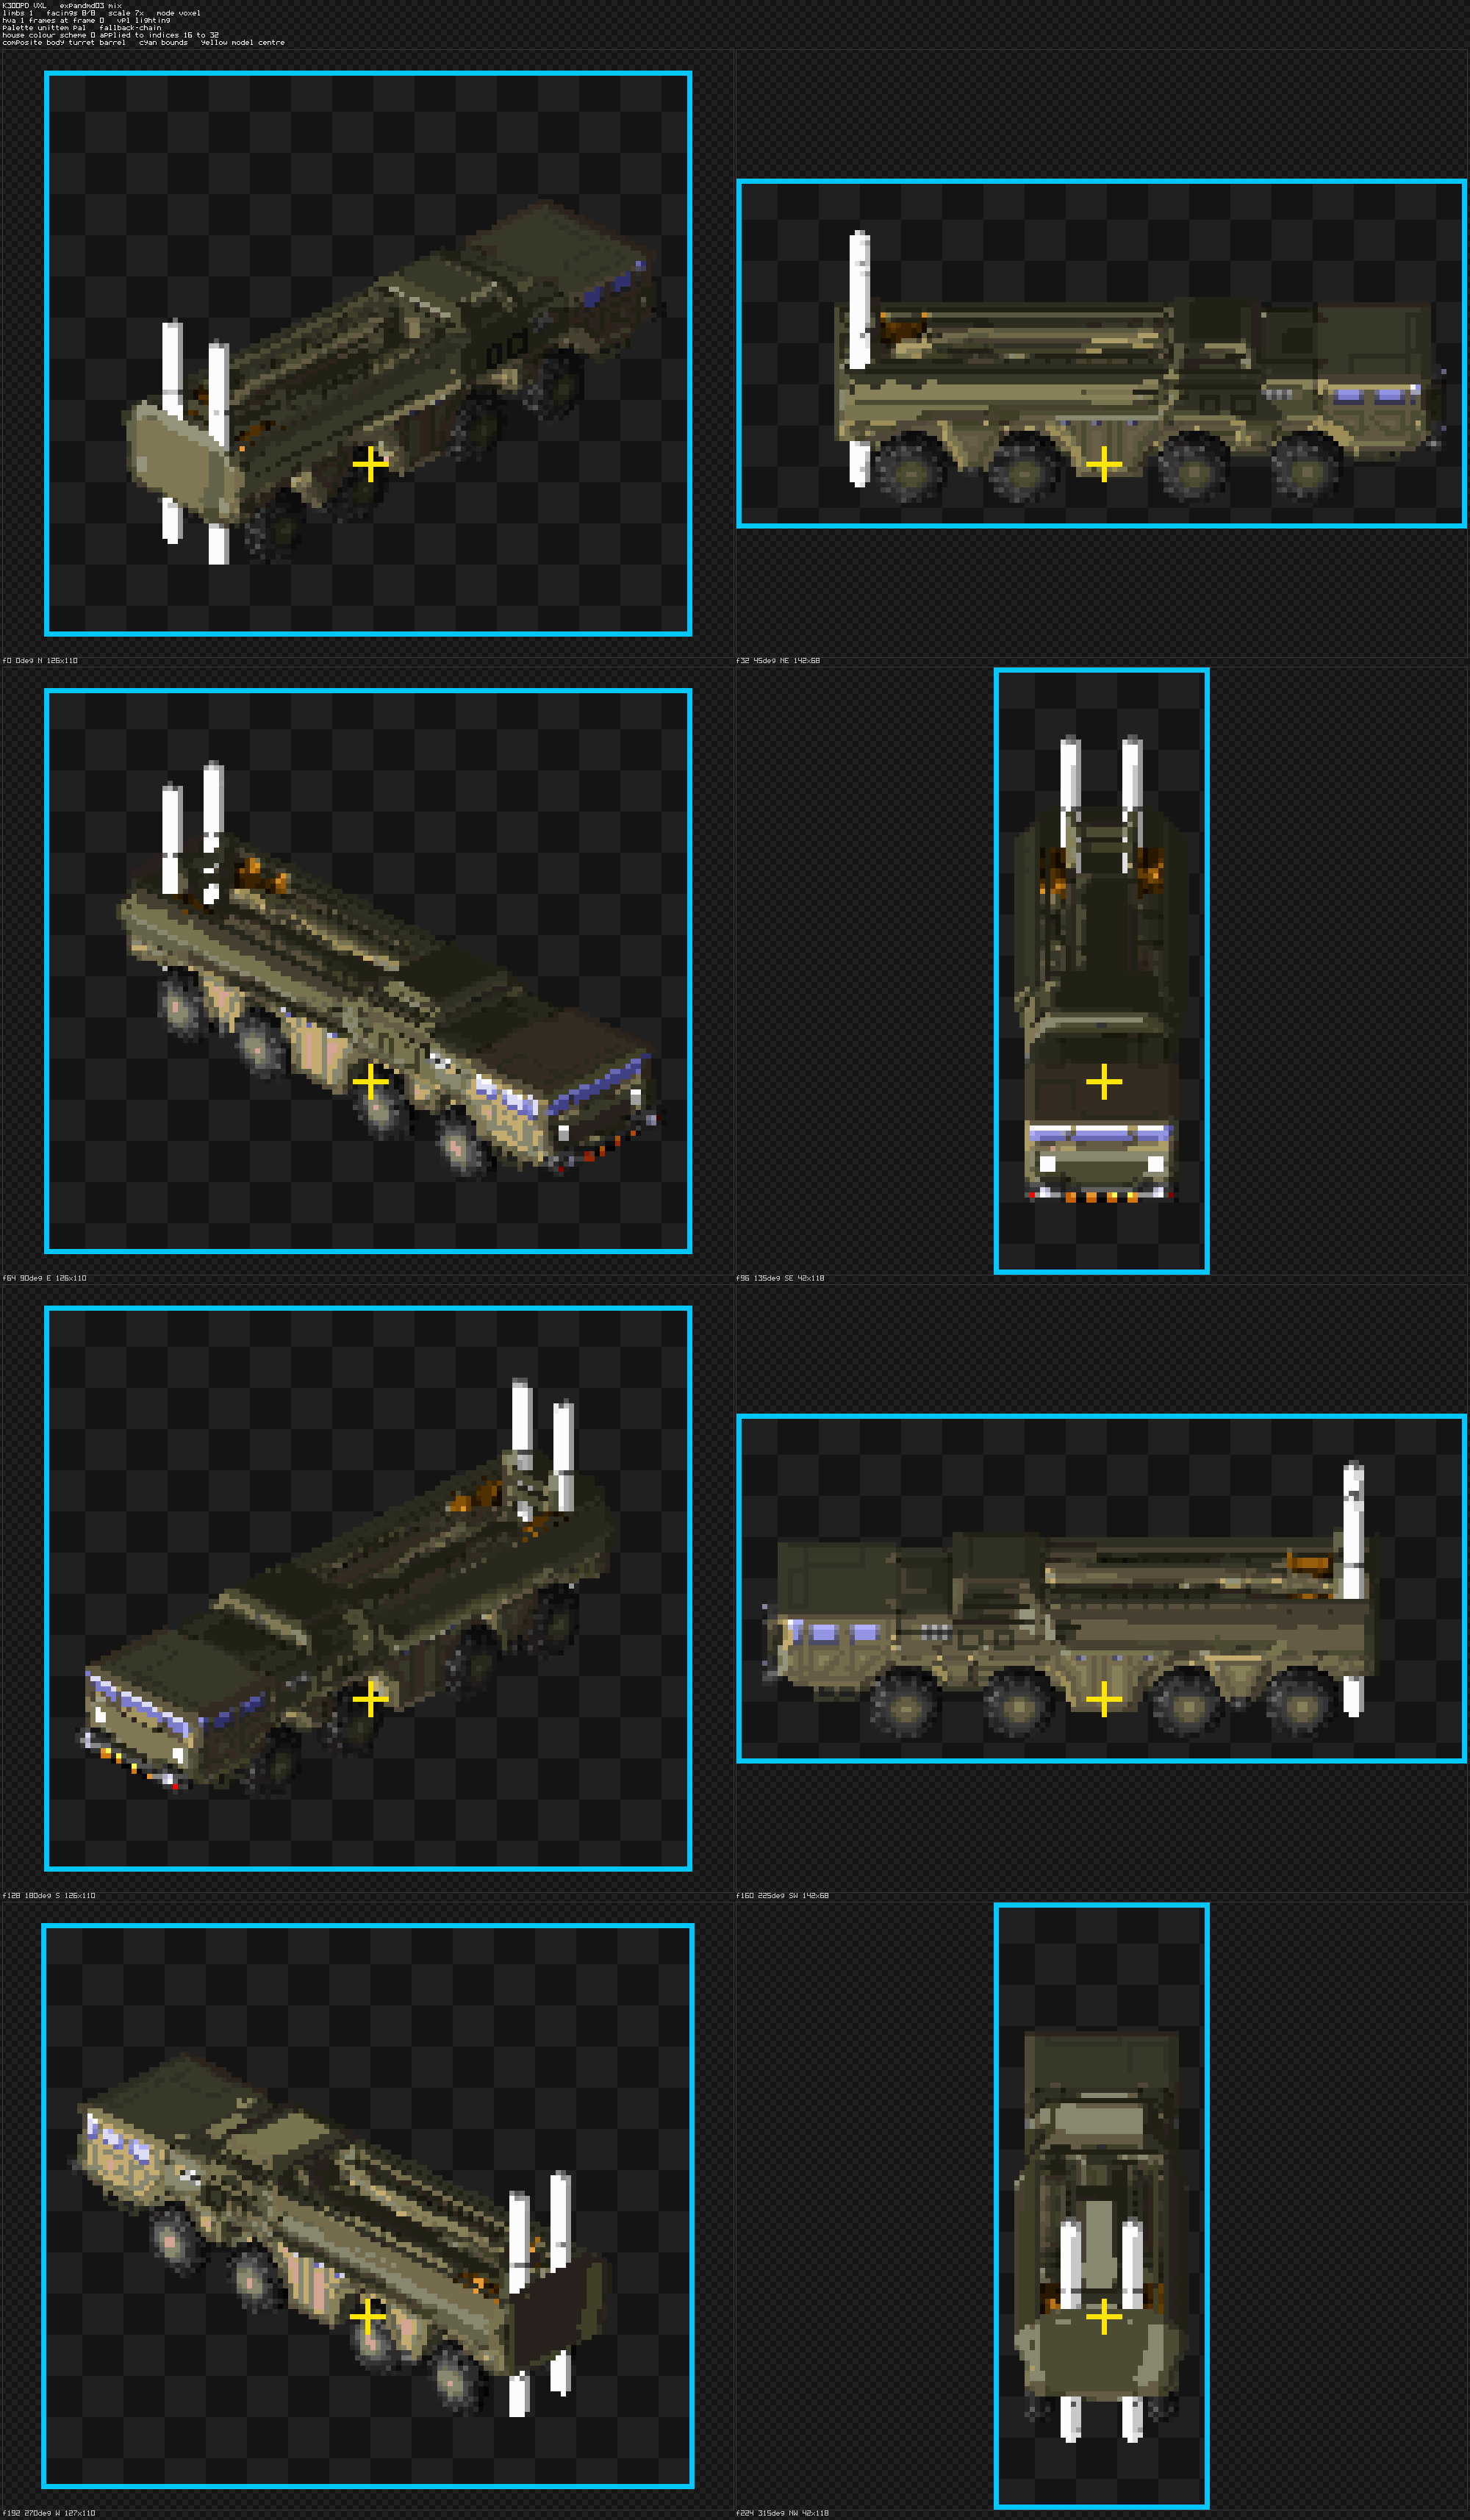 K300PD VXL   exPandmd03 mix
limbs 1   facings 8/8   scale 7x   mode voxel
hva 1 frames at frame 0   vPl lighting
Palette unittem Pal   fallback-chain
house colour scheme 0 aPPlied to indices 16 to 32
comPosite body turret barrel   cyan bounds   yellow model centre
f0 0deg N 126x110
f32 45deg NE 142x68
f64 90deg E 126x110
f96 135deg SE 42x118
f128 180deg S 126x110
f160 225deg SW 142x68
f192 270deg W 127x110
f224 315deg NW 42x118